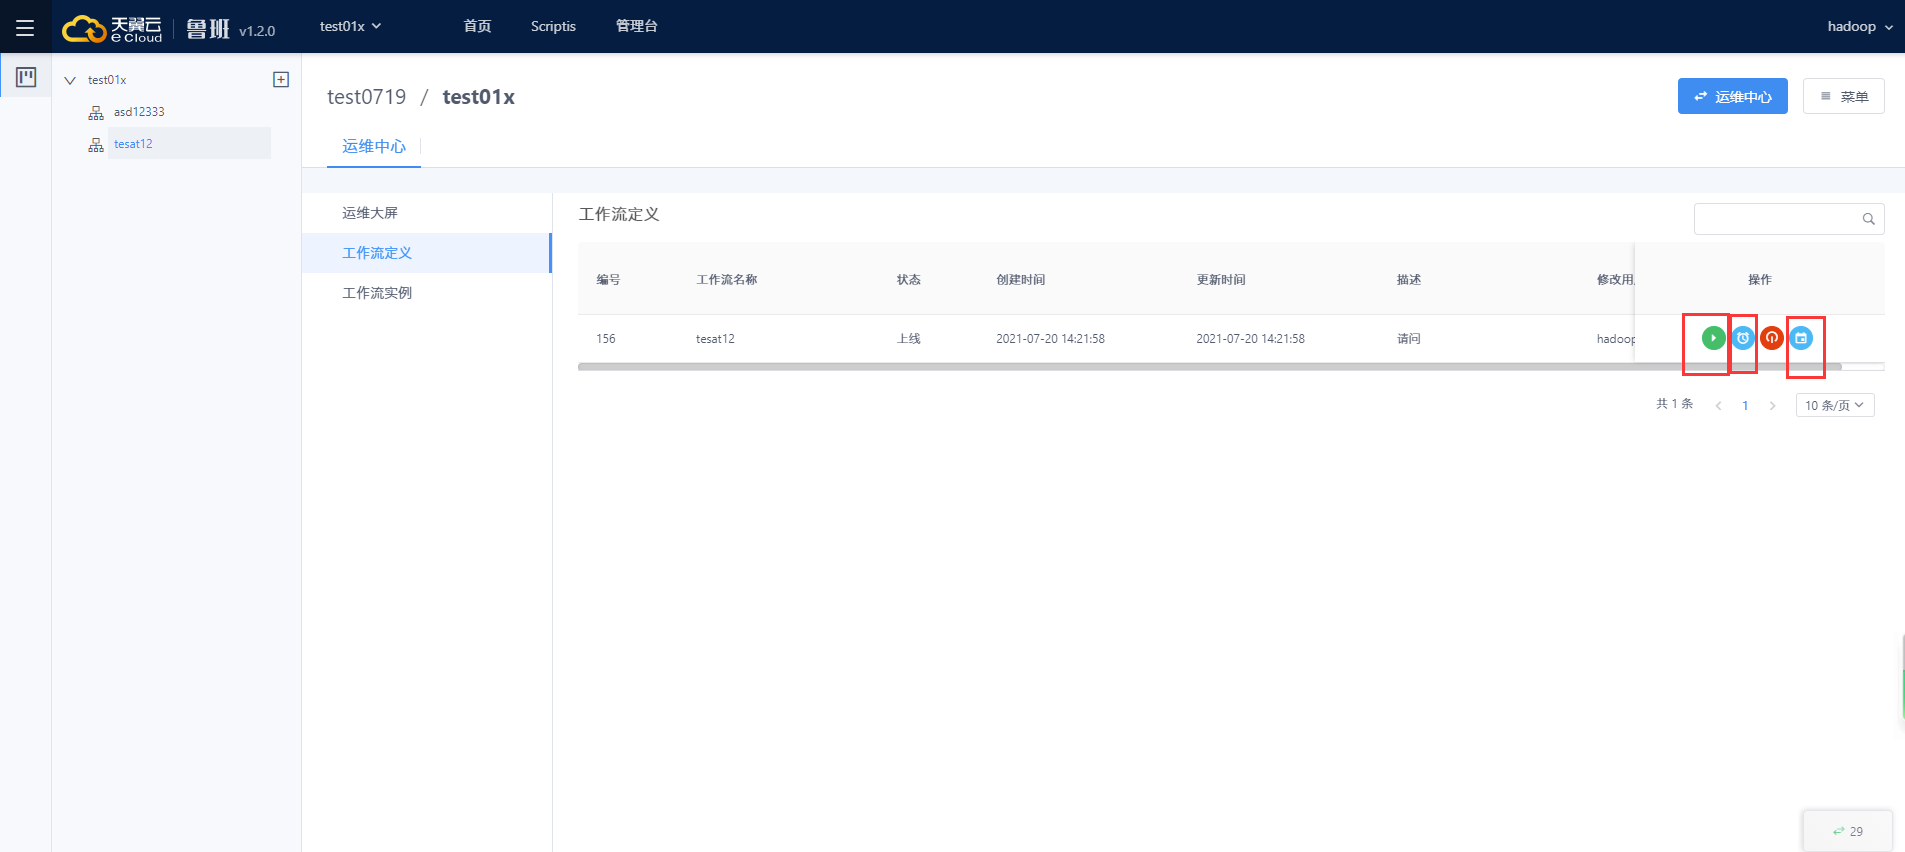 天翼云
e Cloud
鲁班 v1.2.0
test01x
首页
Scriptis
管理台
hadoop
test01x
asd12333
tesat12
test0719 / test01x
运维中心
菜单
运维中心
运维大屏
工作流定义
工作流实例
工作流定义
编号 工作流名称 状态 创建时间 更新时间 描述 修改用 操作
156 tesat12 上线 2021-07-20 14:21:58 2021-07-20 14:21:58 请问 hadoop
共 1 条 1 10 条/页
29